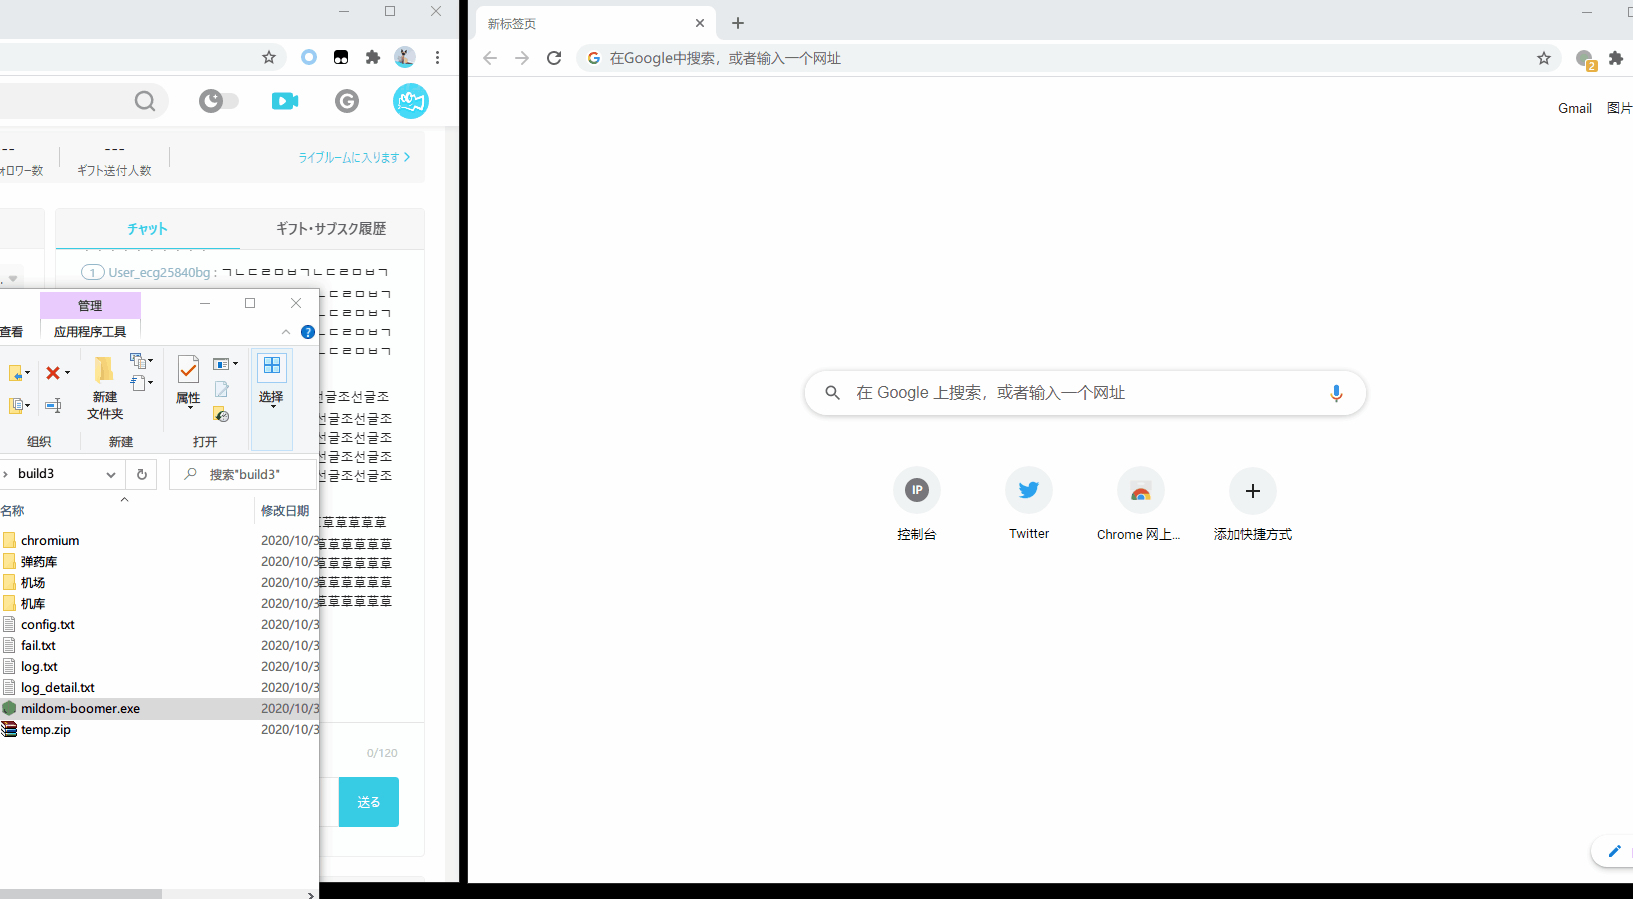 --
---
ォロワー数
ギフト送付人数
ライブルームに入ります
チャット
ギフト・サブスク履歴
1 User_ecg25840bg : ㄱㄴㄷㄹㅁㅂㄱㄴㄷㄹㅁㅂㄱ
ㄴㄷㄹㅁㅂㄱ
ㄴㄷㄹㅁㅂㄱ
ㄴㄷㄹㅁㅂㄱ
ㄴㄷㄹㅁㅂㄱ
선글조선글조
선글조선글조
선글조선글조
선글조선글조
선글조선글조
草草草草草
草草草草草草
草草草草草草
草草草草草草
草草草草草草
0/120
送る
管理
查看
应用程序工具
新建
文件夹
属性
选择
组织
新建
打开
build3
搜索"build3"
名称
修改日期
chromium
2020/10/3
弹药库
2020/10/3
机场
2020/10/3
机库
2020/10/3
config.txt
2020/10/3
fail.txt
2020/10/3
log.txt
2020/10/3
log_detail.txt
2020/10/3
mildom-boomer.exe
2020/10/3
temp.zip
2020/10/3
新标签页
在Google中搜索，或者输入一个网址
2
Gmail
图片
在 Google 上搜索，或者输入一个网址
IP
控制台
Twitter
Chrome 网上...
添加快捷方式